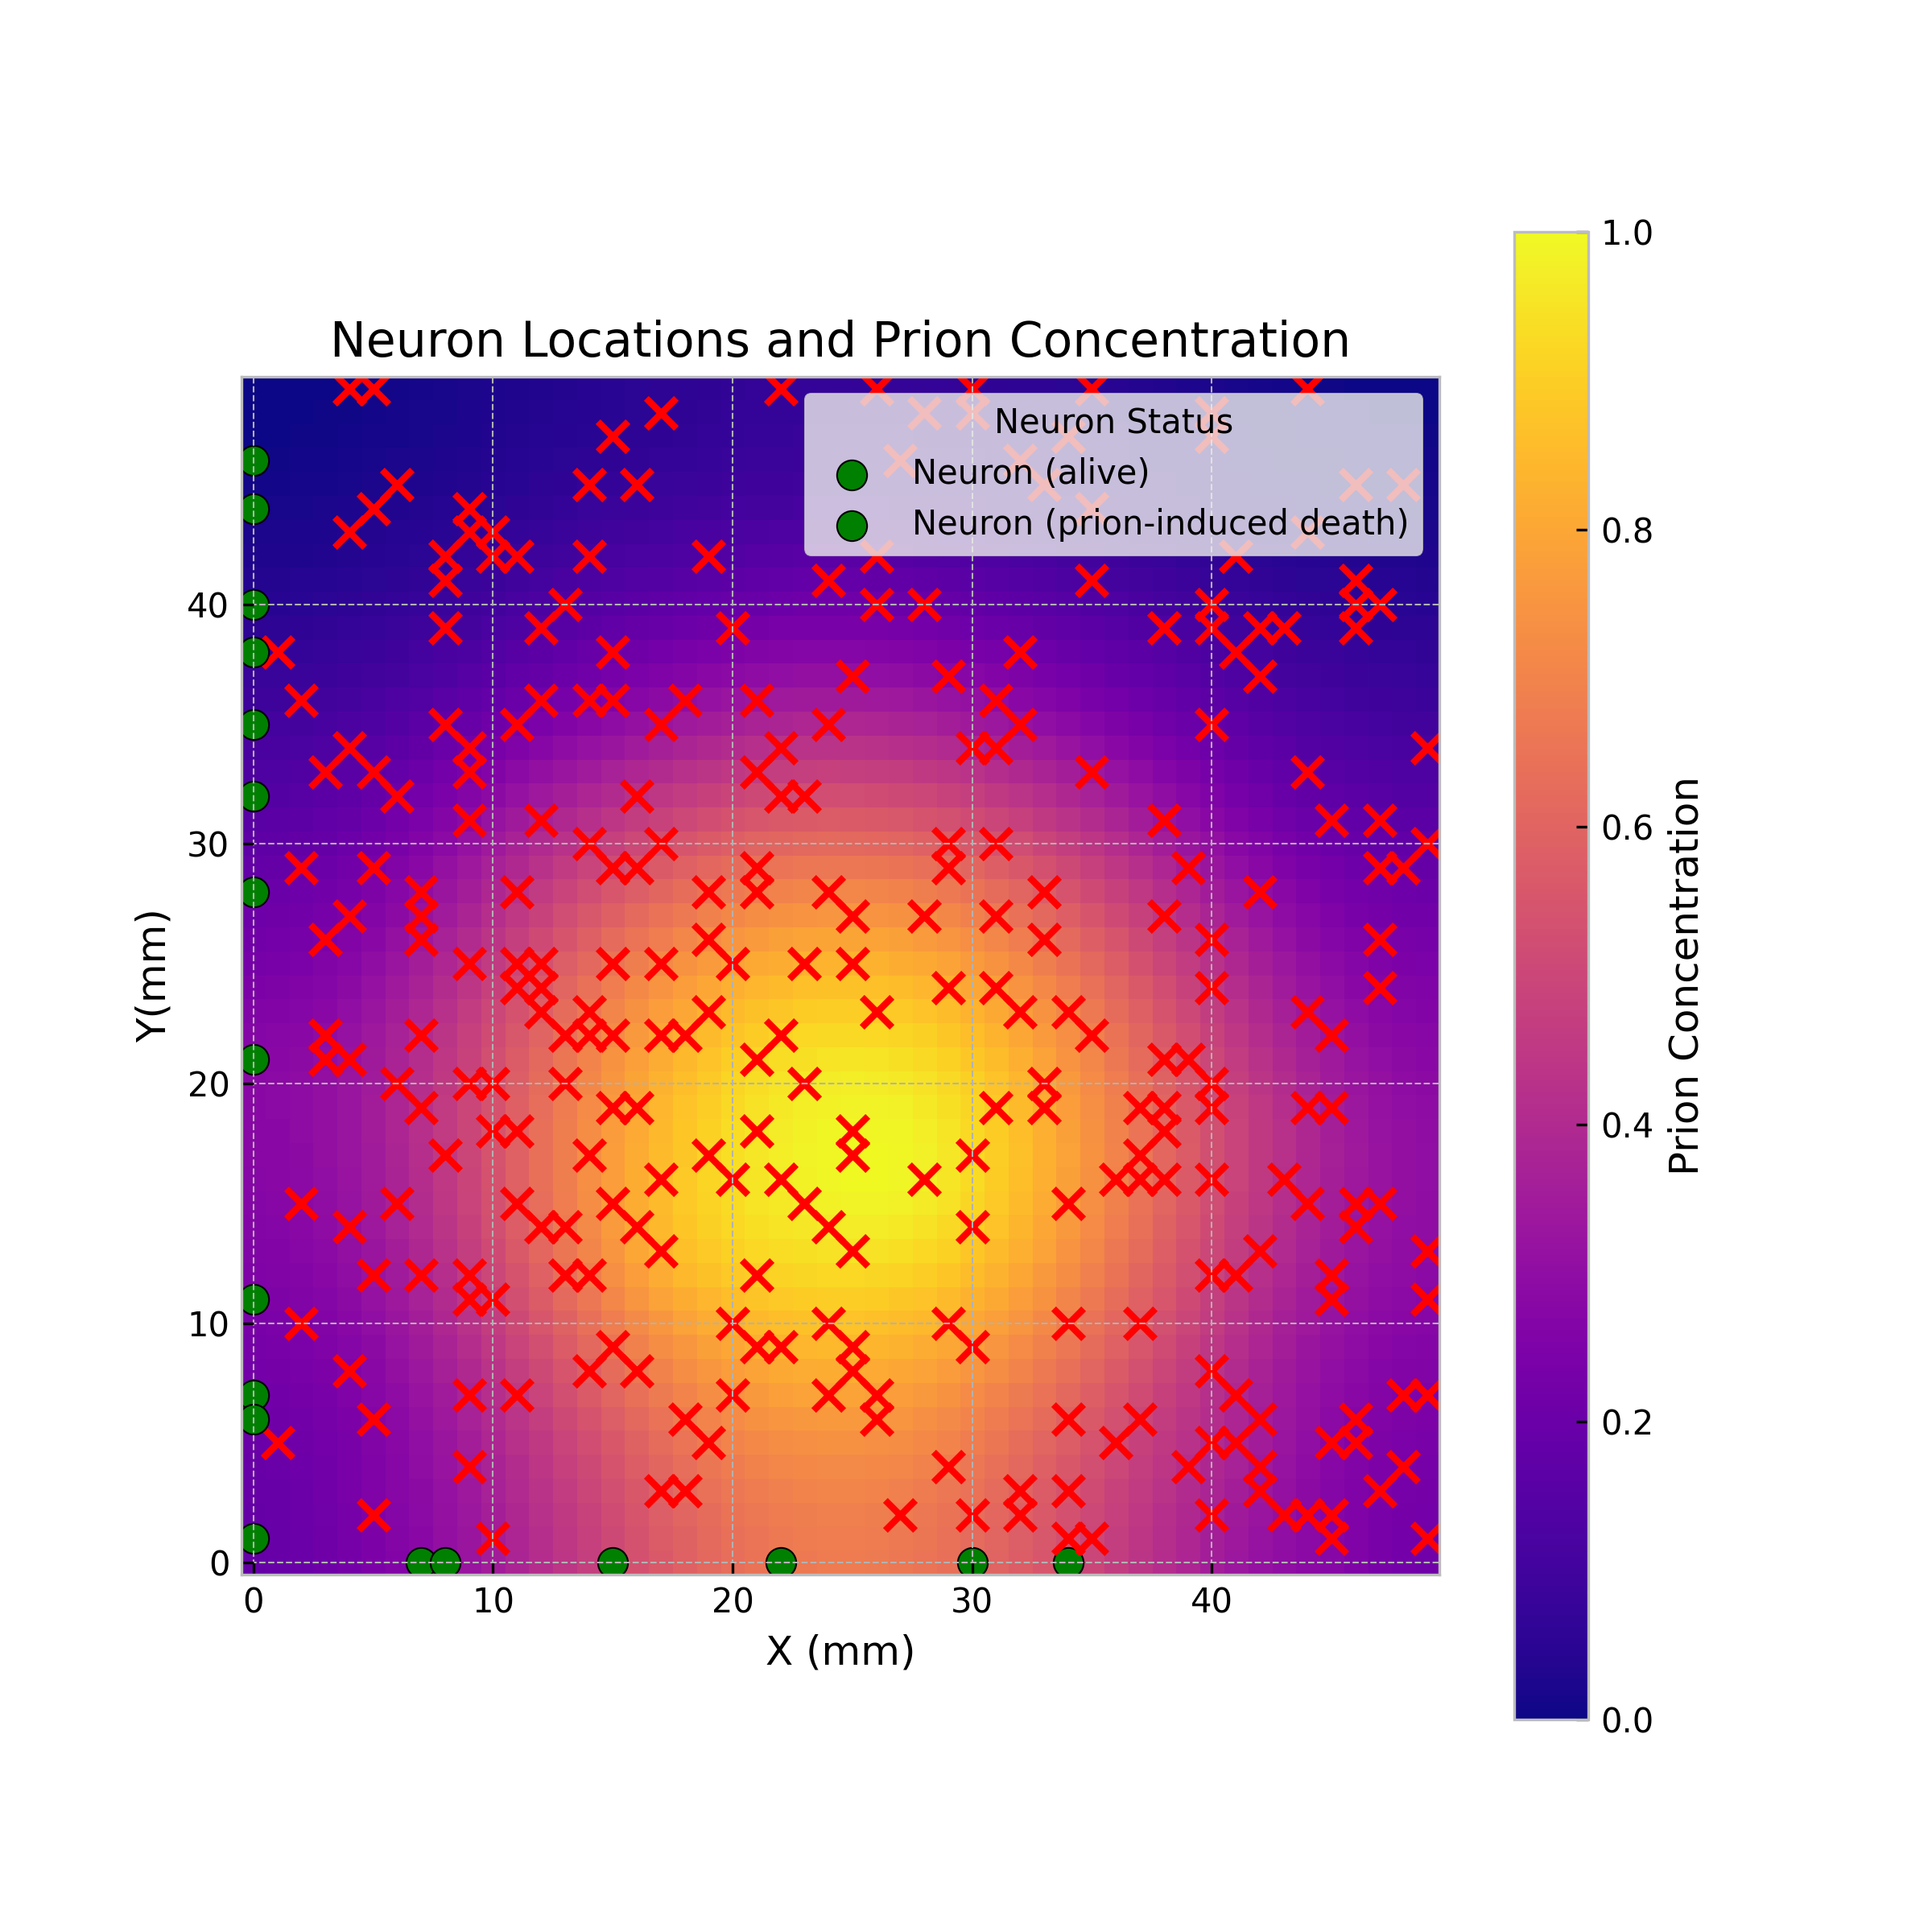 Neuron Locations and Prion Concentration
Neuron Status
Neuron (alive)
Neuron (prion-induced death)
Y(mm)
40
30
20
10
0
0 10 20 30 40
X (mm)
1.0
0.8
0.6
0.4
0.2
0.0
Prion Concentration